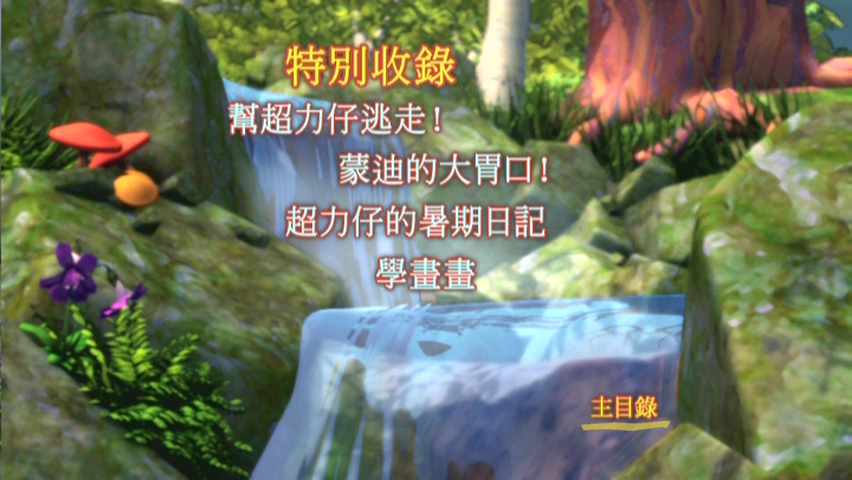 特別收錄
幫超力仔逃走!
蒙迪的大胃口!
超力仔的暑期日記
學畫畫
主目錄